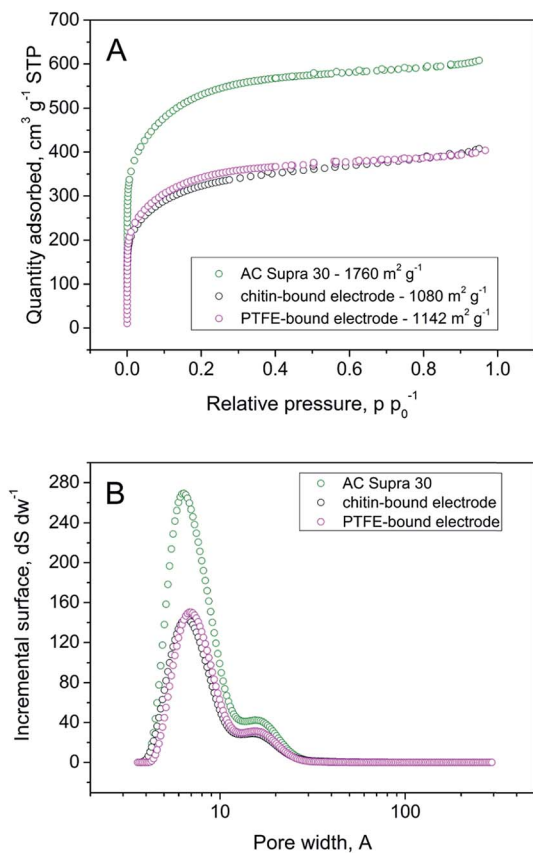 A
Quantity adsorbed, cm³ g⁻¹ STP
700
600
500
400
300
200
100
0
AC Supra 30 - 1760 m² g⁻¹
chitin-bound electrode - 1080 m² g⁻¹
PTFE-bound electrode - 1142 m² g⁻¹
0.0 0.2 0.4 0.6 0.8 1.0
Relative pressure, p p₀⁻¹
B
Incremental surface, dS dw⁻¹
280
240
200
160
120
80
40
0
AC Supra 30
chitin-bound electrode
PTFE-bound electrode
10 100
Pore width, A